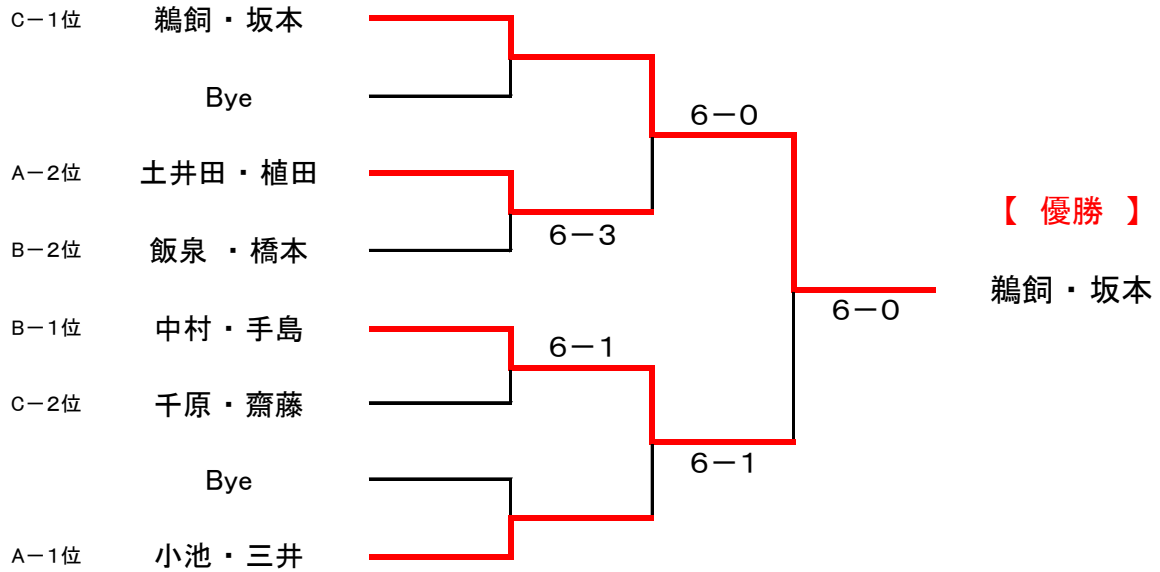 C－1位 鵜飼・坂本
Bye
6－0
A－2位 土井田・植田
【 優勝 】
6－3
B－2位 飯泉 ・橋本
鵜飼・坂本
6－0
B－1位 中村・手島
6－1
C－2位 千原・齋藤
6－1
Bye
A－1位 小池・三井